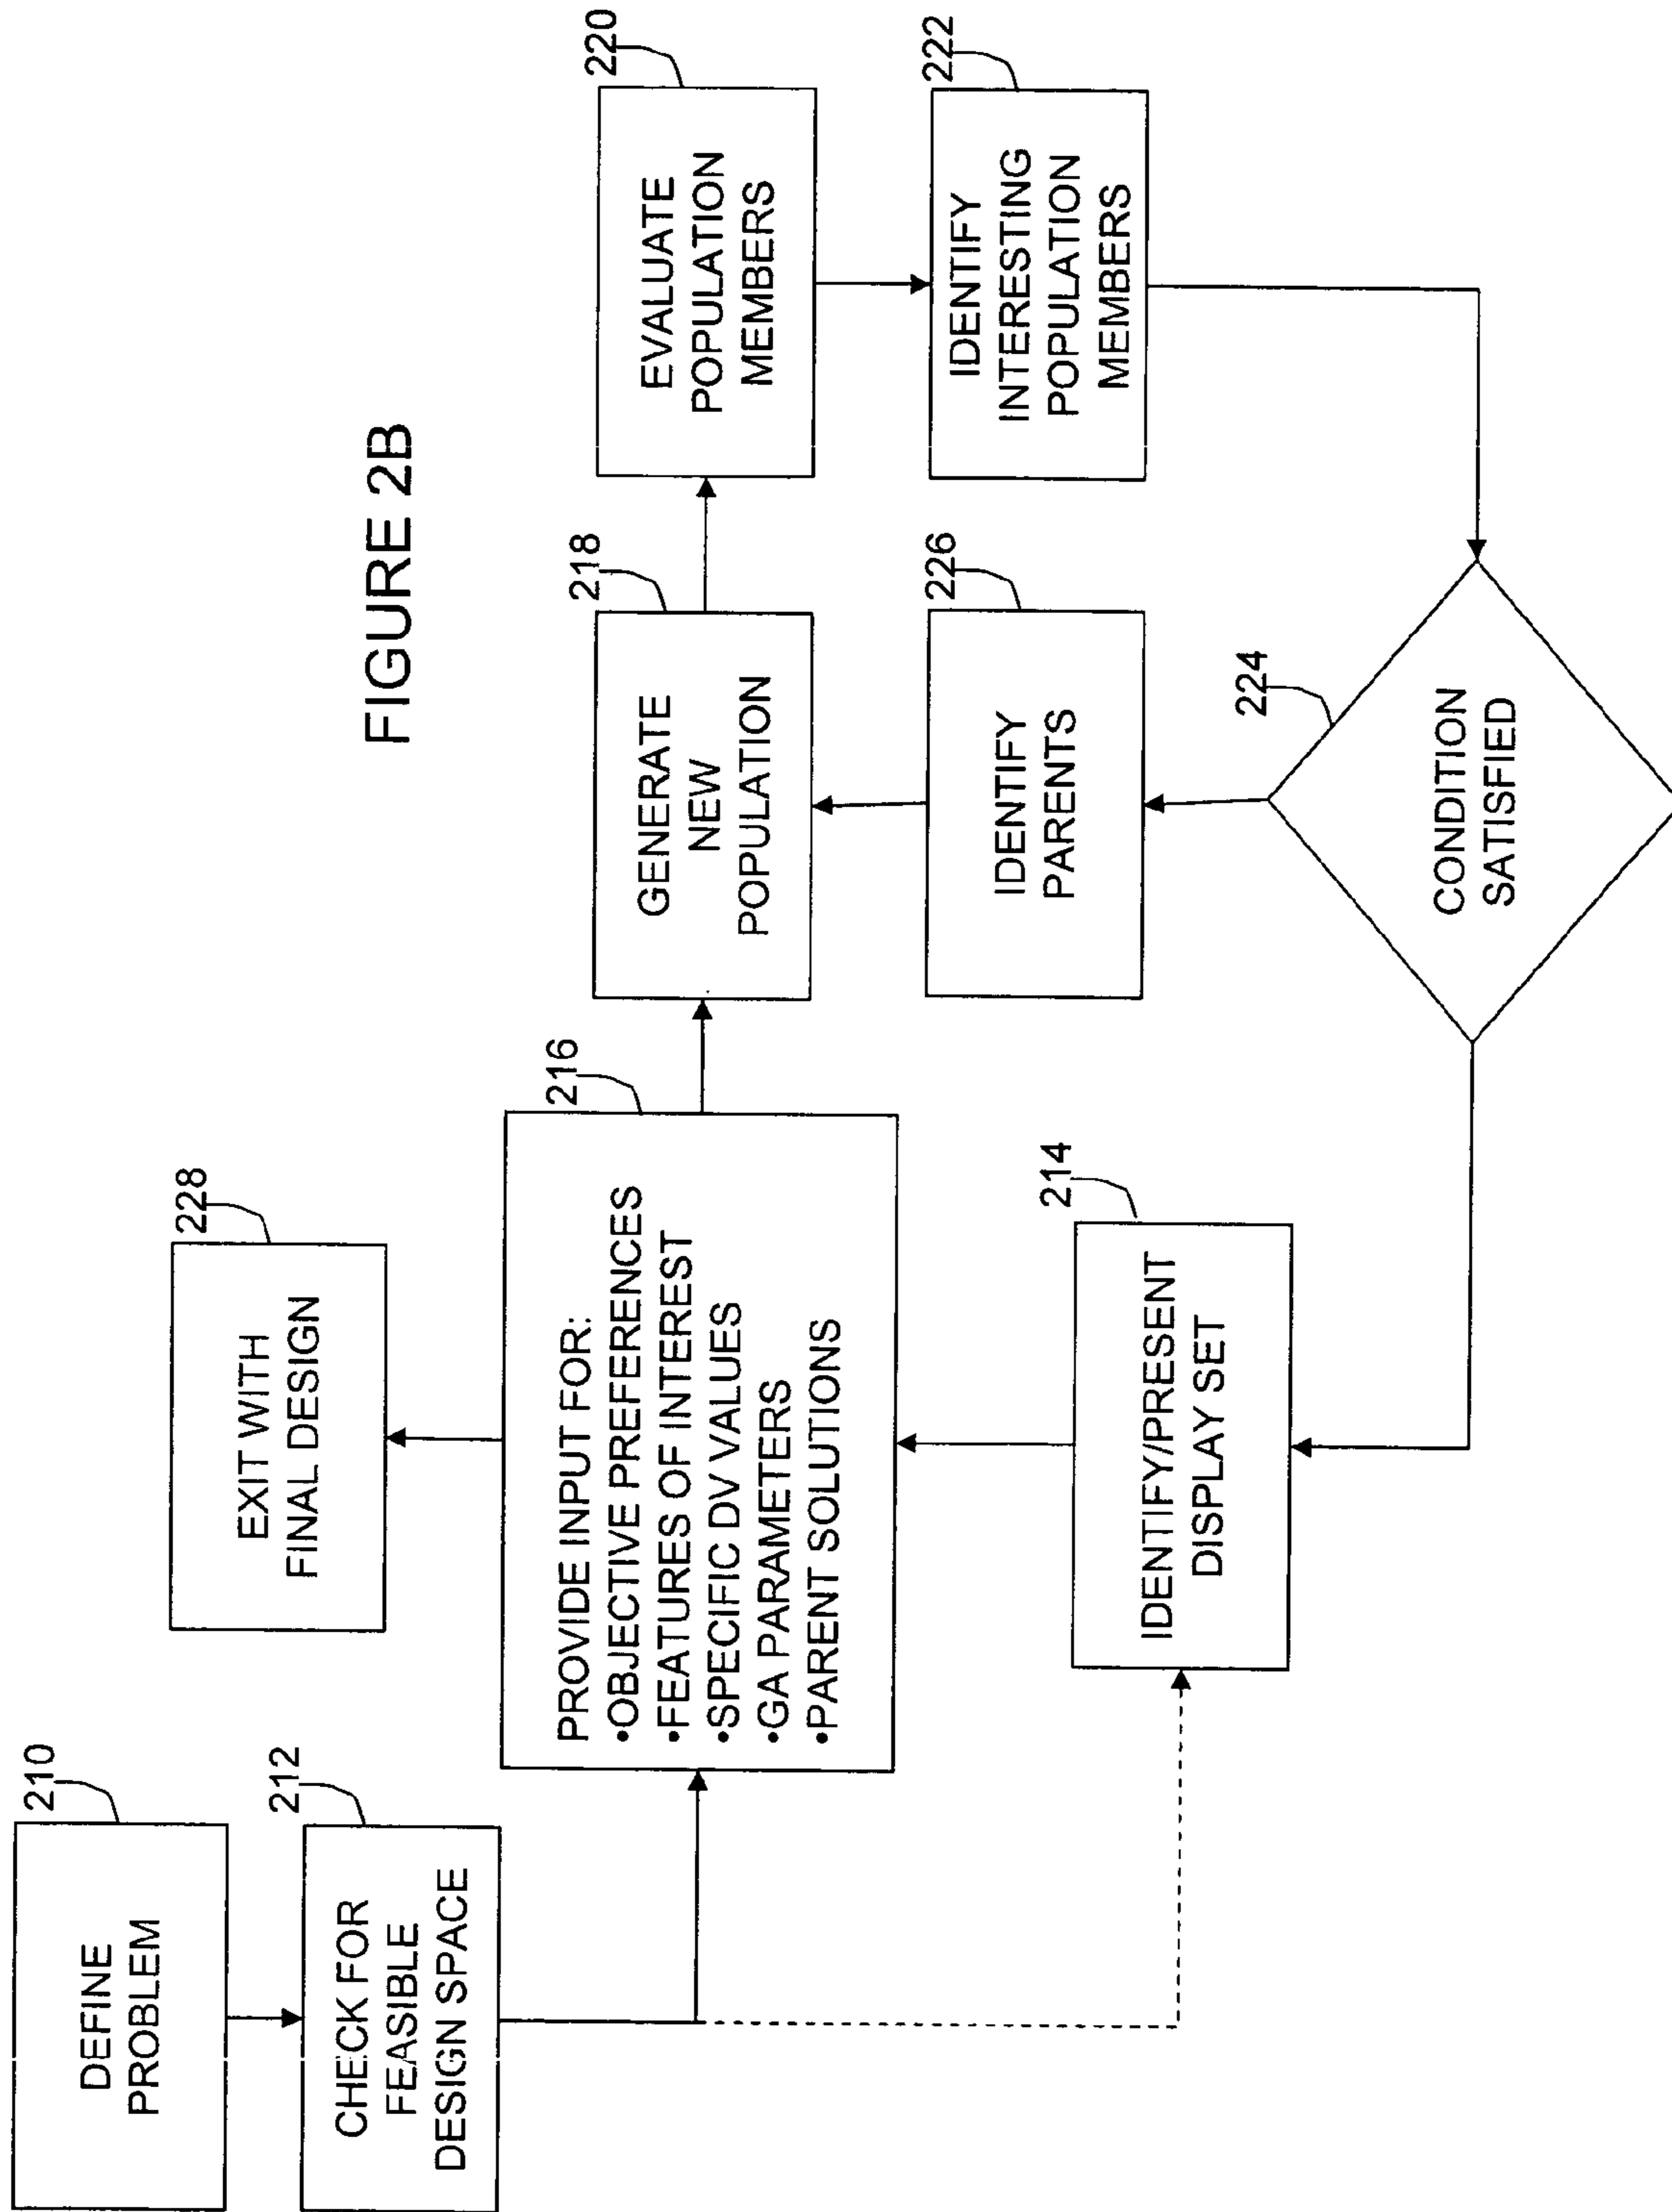 FIGURE 2B
210
DEFINE
PROBLEM
212
CHECK FOR
FEASIBLE
DESIGN SPACE
228
EXIT WITH
FINAL DESIGN
216
PROVIDE INPUT FOR:
•OBJECTIVE PREFERENCES
•FEATURES OF INTEREST
•SPECIFIC DV VALUES
•GA PARAMETERS
•PARENT SOLUTIONS
214
IDENTIFY/PRESENT
DISPLAY SET
218
GENERATE
NEW
POPULATION
226
IDENTIFY
PARENTS
224
CONDITION
SATISFIED
220
EVALUATE
POPULATION
MEMBERS
222
IDENTIFY
INTERESTING
POPULATION
MEMBERS